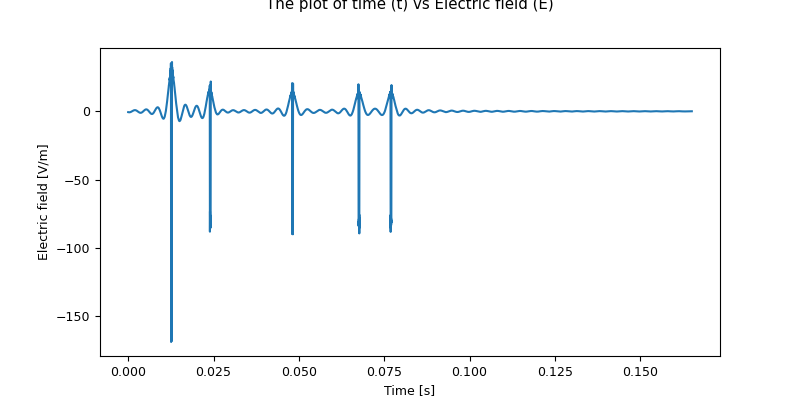 The plot of time (t) vs Electric field (E)
0
−50
−100
−150
Electric field [V/m]
0.000 0.025 0.050 0.075 0.100 0.125 0.150
Time [s]